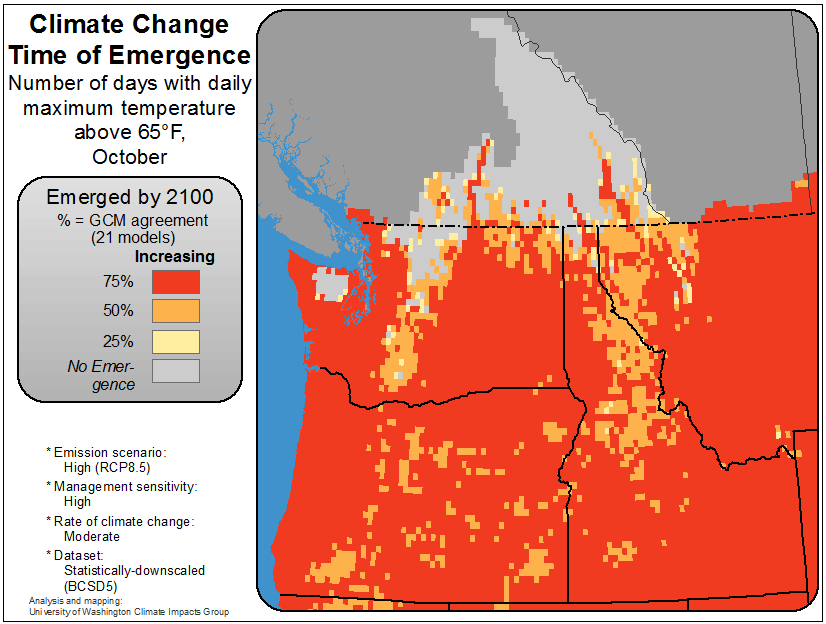 Climate Change
Time of Emergence
Number of days with daily
maximum temperature
above 65°F,
October
Emerged by 2100
% = GCM agreement
(21 models)
Increasing
75%
50%
25%
No Emer-
gence
* Emission scenario:
High (RCP8.5)
* Management sensitivity:
High
* Rate of climate change:
Moderate
* Dataset:
Statistically-downscaled
(BCSD5)
Analysis and mapping:
University of Washington Climate Impacts Group